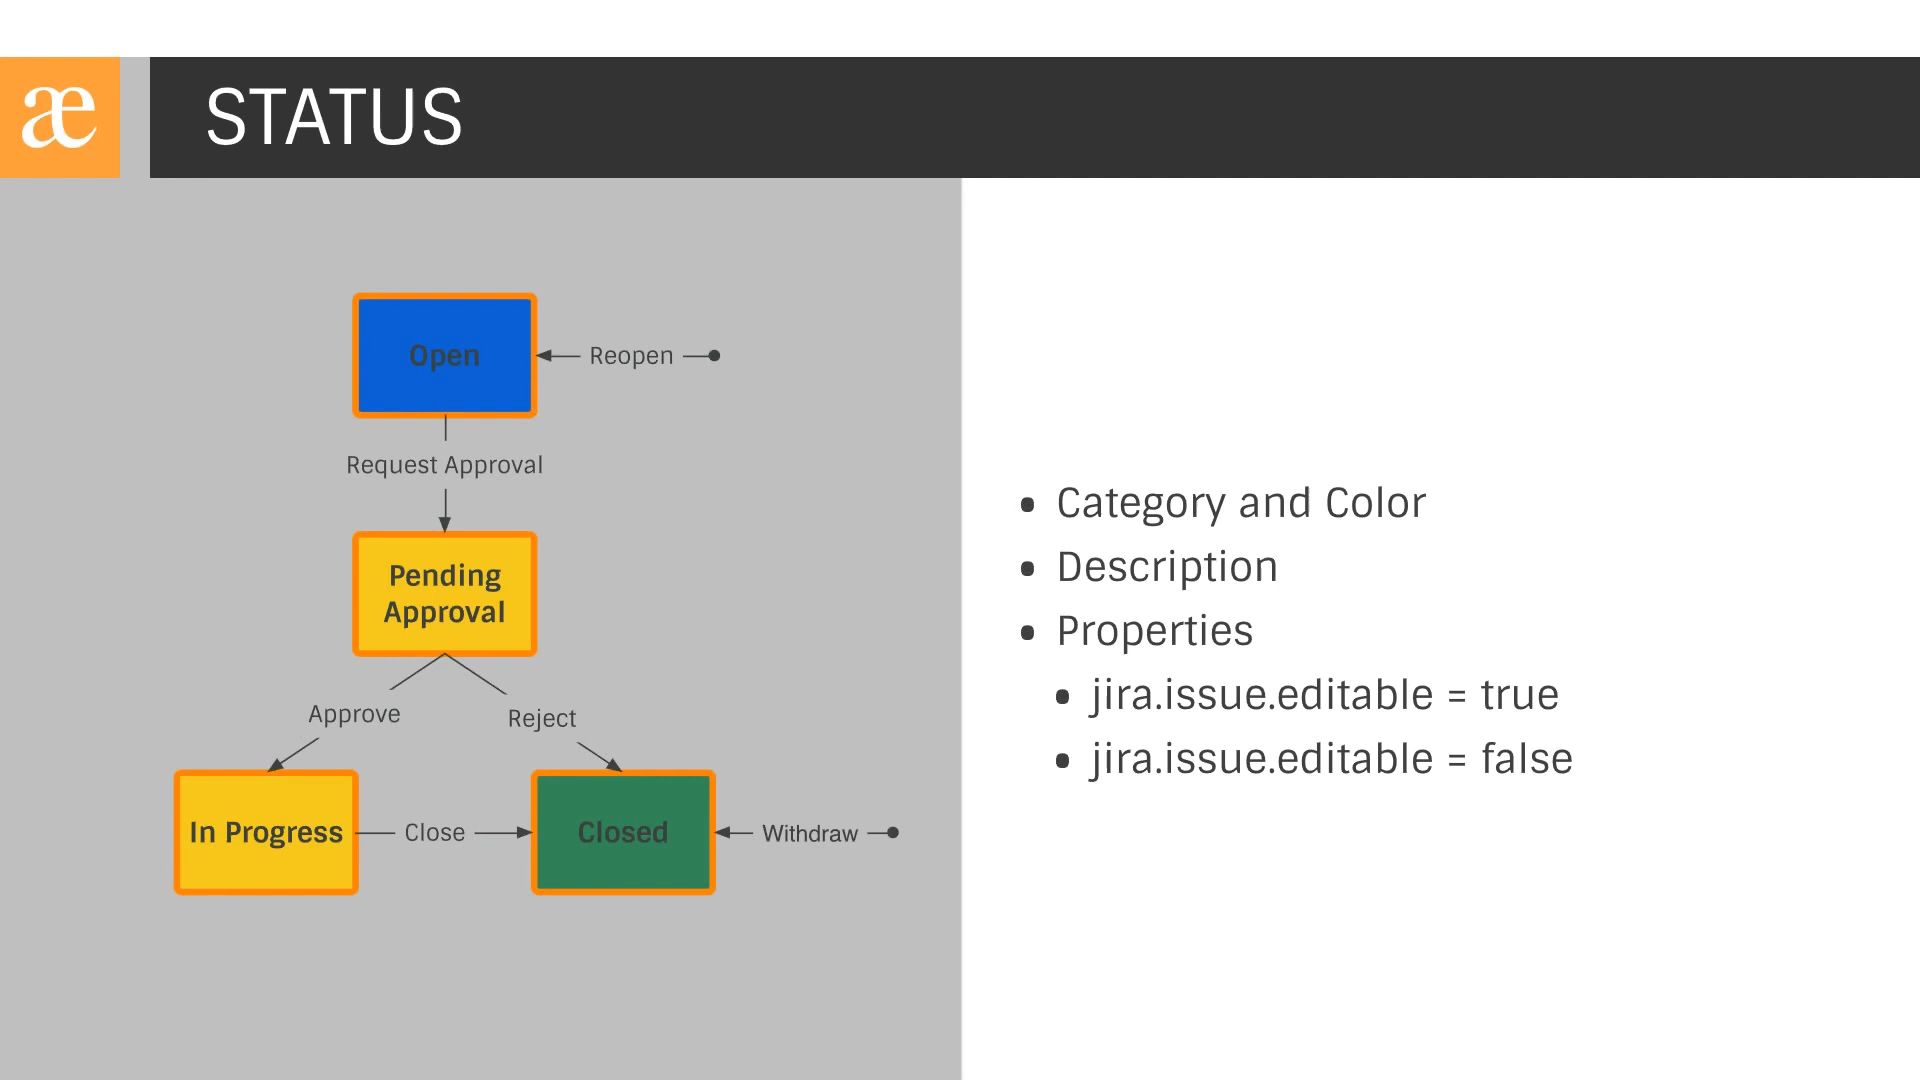 æ
STATUS
Open
Reopen
Request Approval
Pending
Approval
Approve
Reject
In Progress
Close
Closed
Withdraw
• Category and Color
• Description
• Properties
• jira.issue.editable = true
• jira.issue.editable = false